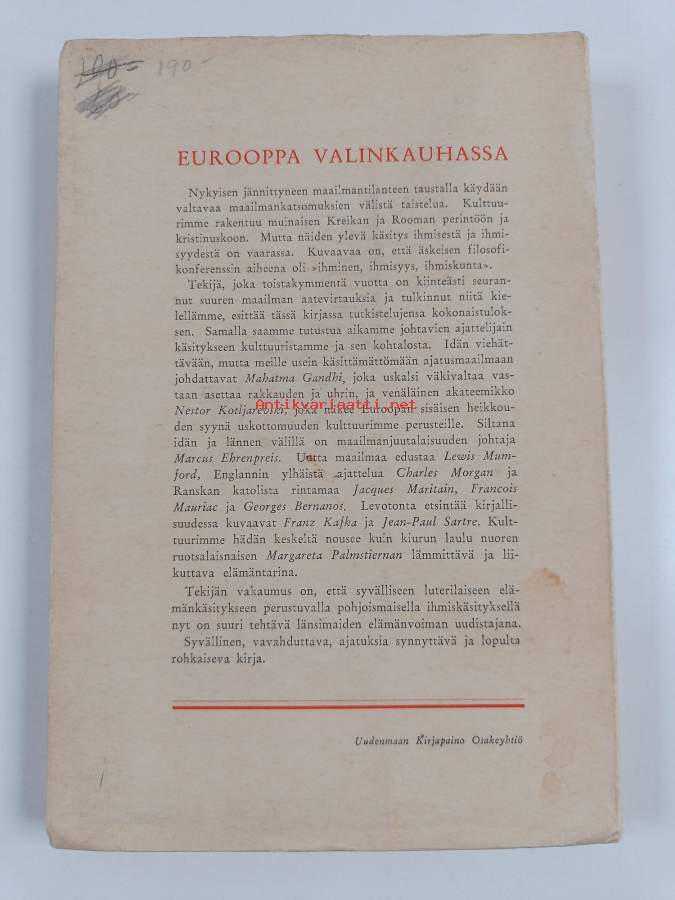 190- 190-
EUROOPPA VALINKAUHASSA
Nykyisen jännittyneen maailmantilanteen taustalla käydään
valtavaa maailmankatsomuksien välistä taistelua. Kulttuu-
rimme rakentuu muinaisen Kreikan ja Rooman perintöön ja
kristinuskoon. Mutta näiden ylevä käsitys ihmisestä ja ihmi-
syydestä on vaarassa. Kuvaavaa on, että äskeisen filosofi-
konferenssin aiheena oli »ihminen, ihmisyys, ihmiskunta».
Tekijä, joka toistakymmentä vuotta on kiinteästi seuran-
nut suuren maailman aatevirtauksia ja tulkinnut niitä kie-
lellämme, esittää tässä kirjassa tutkistelujensa kokonaistulok-
sen. Samalla saamme tutustua aikamme johtavien ajattelijain
käsitykseen kulttuuristamme ja sen kohtalosta. Idän viehät-
tävään, mutta meille usein käsittämättömään ajatusmaailmaan
johdattavat Mahatma Gandhi, joka uskalsi väkivaltaa vas-
taan asettaa rakkauden ja uhrin, ja venäläinen akateemikko
Antikvariaatti.net
Nestor Kotljarevski, joka näkee Euroopan sisäisen heikkou-
den syynä uskottomuuden kulttuurimme perusteille. Siltana
idän ja lännen välillä on maailmanjuutalaisuuden johtaja
Marcus Ehrenpreis. Uutta maailmaa edustaa Lewis Mum-
ford, Englannin ylhäistä ajattelua Charles Morgan ja
Ranskan katolista rintamaa Jacques Maritain, Francois
Mauriac ja Georges Bernanos. Levotonta etsintää kirjalli-
suudessa kuvaavat Franz Kafka ja Jean-Paul Sartre. Kult-
tuurimme hädän keskeltä nousee kuin kiurun laulu nuoren
ruotsalaisnaisen Margareta Palmstiernan lämmittävä ja lii-
kuttava elämäntarina.
Tekijän vakaumus on, että syvälliseen luterilaiseen elä-
mänkäsitykseen perustuvalla pohjoismaisella ihmiskäsityksellä
nyt on suuri tehtävä länsimaiden elämänvoiman uudistajana.
Syvällinen, vavahduttava, ajatuksia synnyttävä ja lopulta
rohkaiseva kirja.
Uudenmaan Kirjapaino Osakeyhtiö